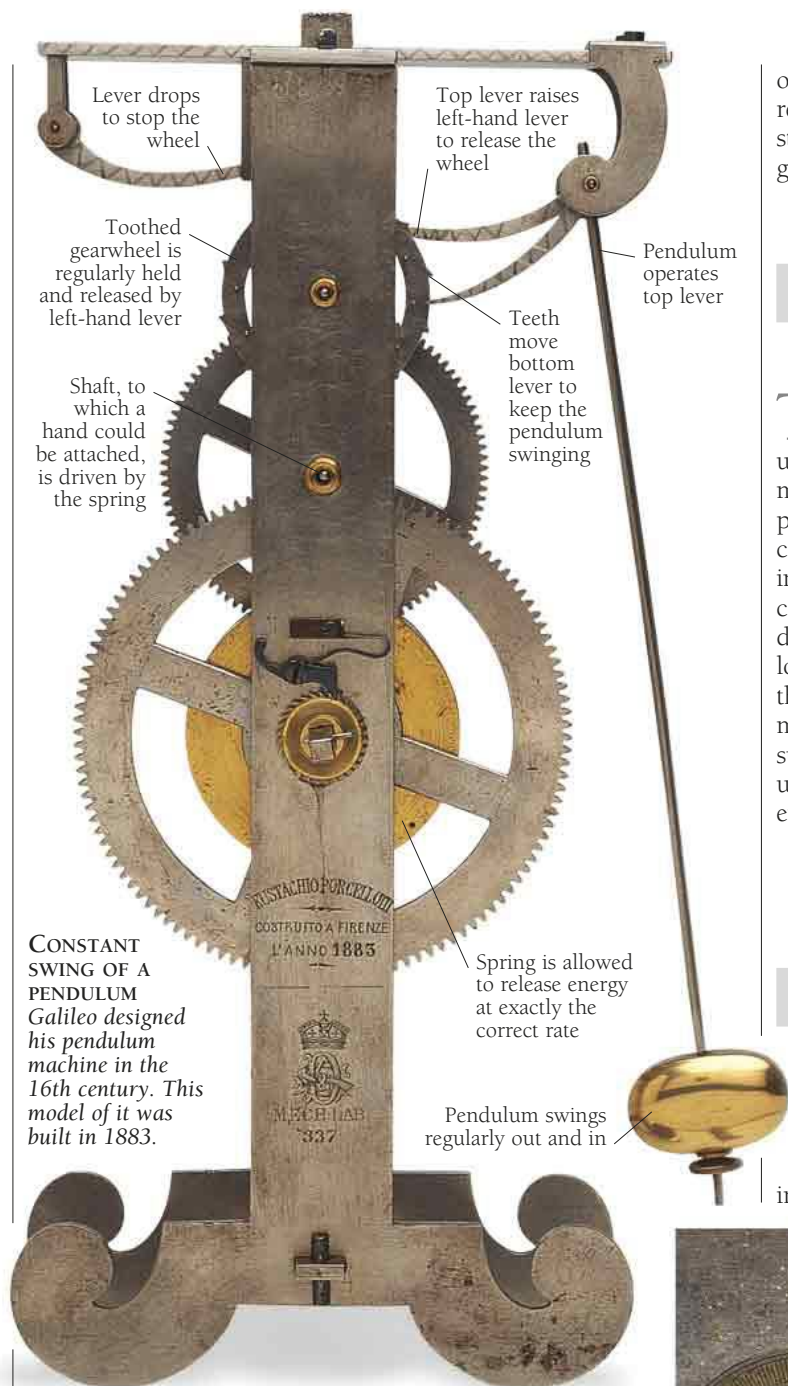 Lever drops
to stop the
wheel
Top lever raises
left-hand lever
to release the
wheel
Toothed
gearwheel is
regularly held
and released by
left-hand lever
Pendulum
operates
top lever
Teeth
move
bottom
lever to
keep the
pendulum
swinging
Shaft, to
which a
hand could
be attached,
is driven by
the spring
EUSTACHIO PORCELLOTTI
COSTRUITO A FIRENZE
L'ANNO 1883
CONSTANT
SWING OF A
PENDULUM
Galileo designed
his pendulum
machine in the
16th century. This
model of it was
built in 1883.
Spring is allowed
to release energy
at exactly the
correct rate
MECH. LAB.
337
Pendulum swings
regularly out and in